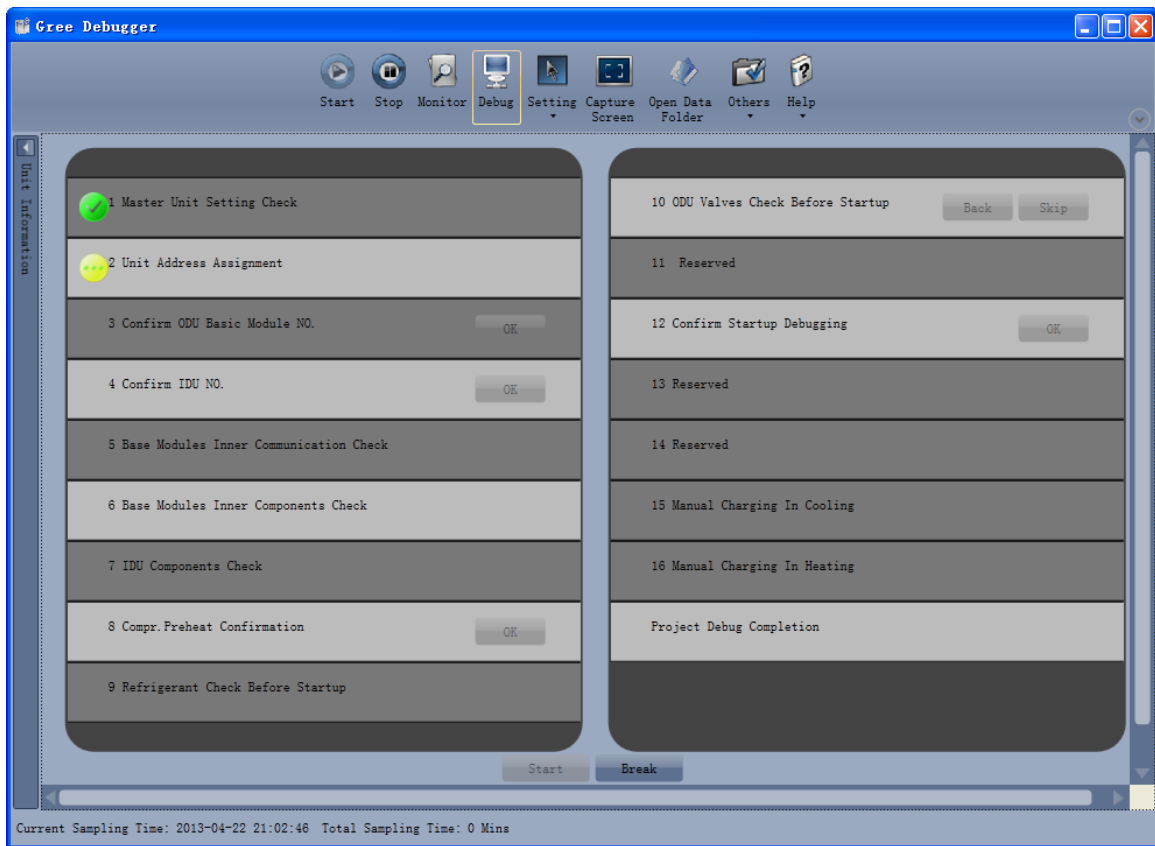 Gree Debugger
Start Stop Monitor Debug Setting Capture Screen Open Data Folder Others Help
Unit Information
1 Master Unit Setting Check
2 Unit Address Assignment
3 Confirm ODU Basic Module NO. OK
4 Confirm IDU NO. OK
5 Base Modules Inner Communication Check
6 Base Modules Inner Components Check
7 IDU Components Check
8 Compr.Preheat Confirmation OK
9 Refrigerant Check Before Startup
10 ODU Valves Check Before Startup Back Skip
11 Reserved
12 Confirm Startup Debugging OK
13 Reserved
14 Reserved
15 Manual Charging In Cooling
16 Manual Charging In Heating
Project Debug Completion
Start Break
Current Sampling Time: 2013-04-22 21:02:46 Total Sampling Time: 0 Mins